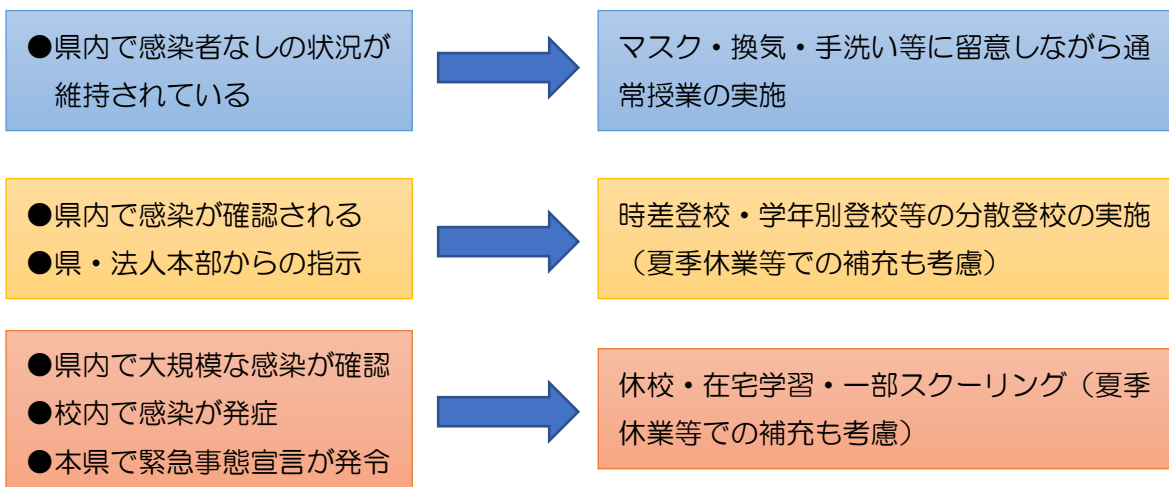 ●県内で感染者なしの状況が
維持されている
マスク・換気・手洗い等に留意しながら通
常授業の実施
●県内で感染が確認される
●県・法人本部からの指示
時差登校・学年別登校等の分散登校の実施
（夏季休業等での補充も考慮）
●県内で大規模な感染が確認
●校内で感染が発症
●本県で緊急事態宣言が発令
休校・在宅学習・一部スクーリング（夏季
休業等での補充も考慮）